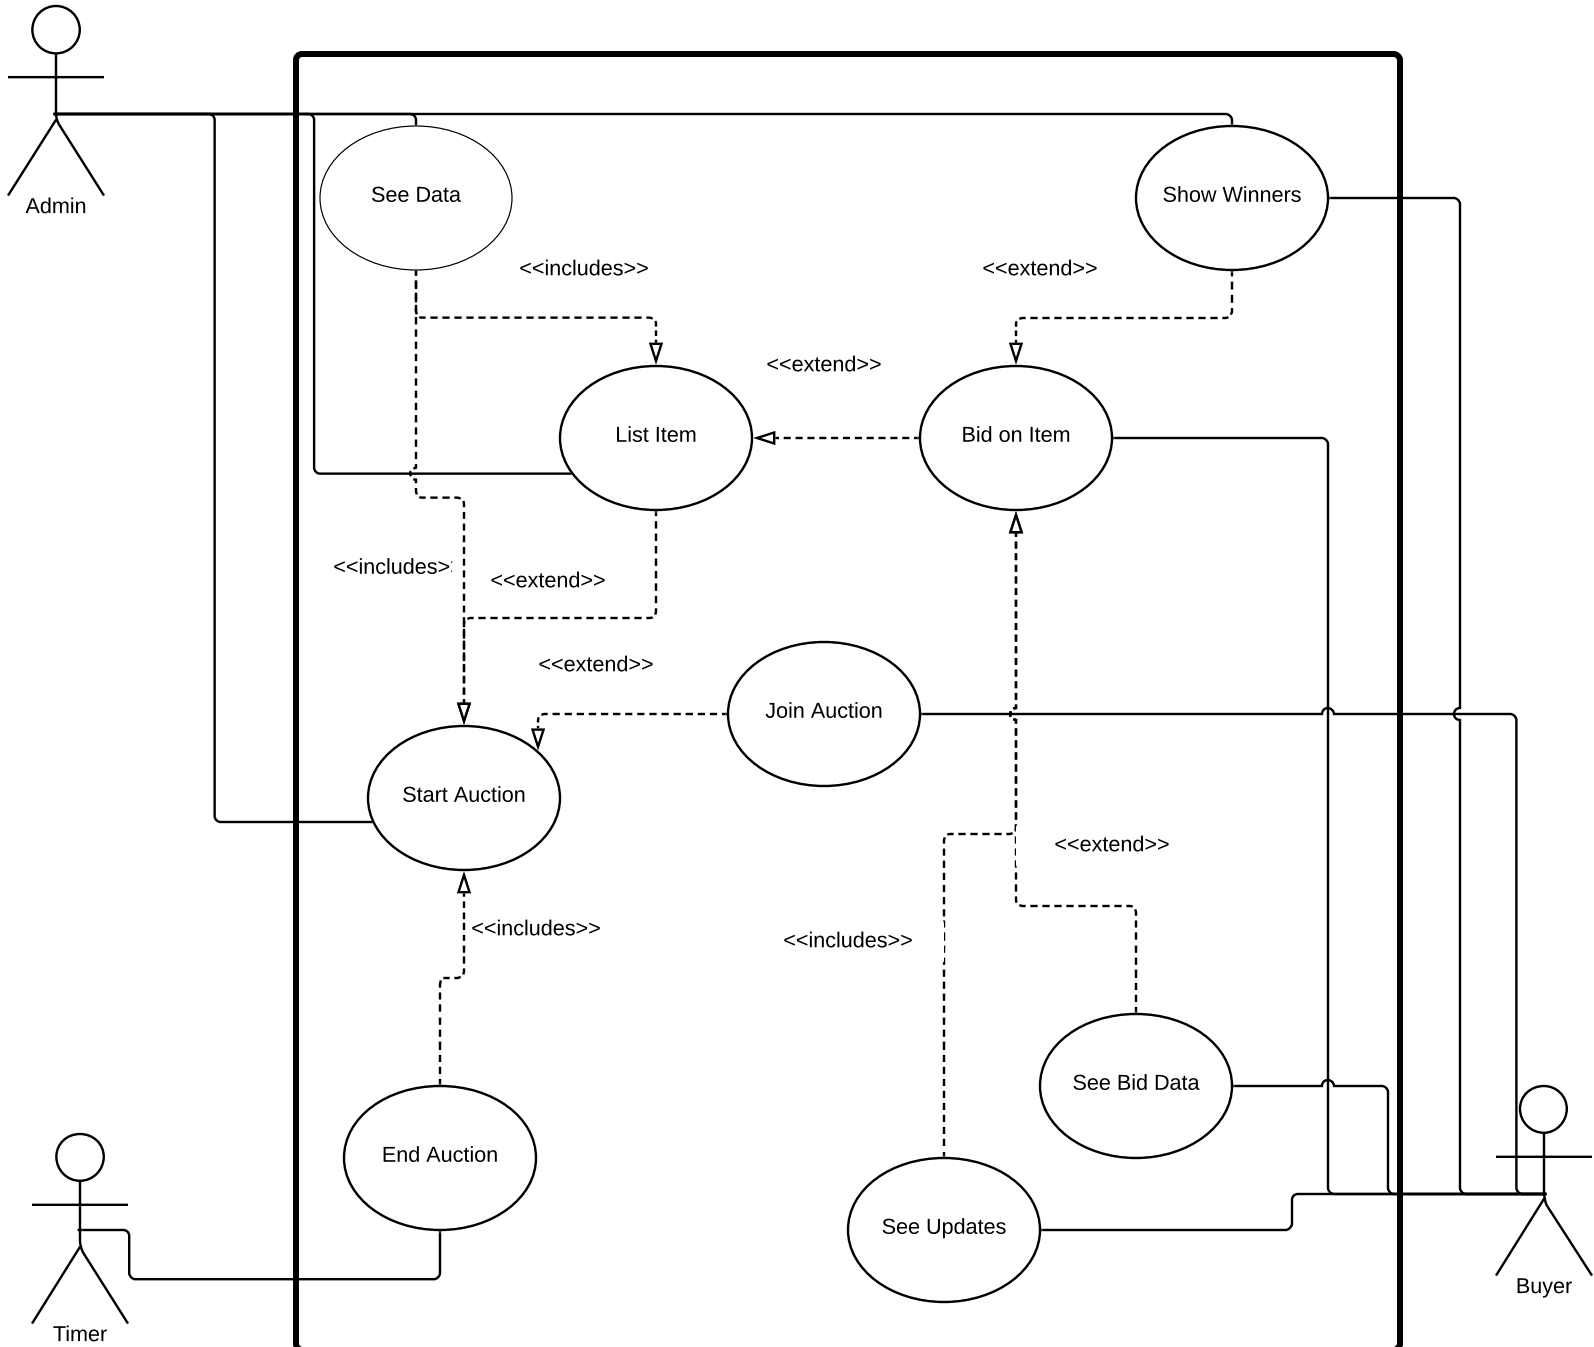 Admin
See Data
Show Winners
<<includes>>
<<extend>>
<<extend>>
List Item
Bid on Item
<<includes>
<<extend>>
<<extend>>
Join Auction
Start Auction
<<extend>>
<<includes>>
<<includes>>
See Bid Data
End Auction
See Updates
Buyer
Timer